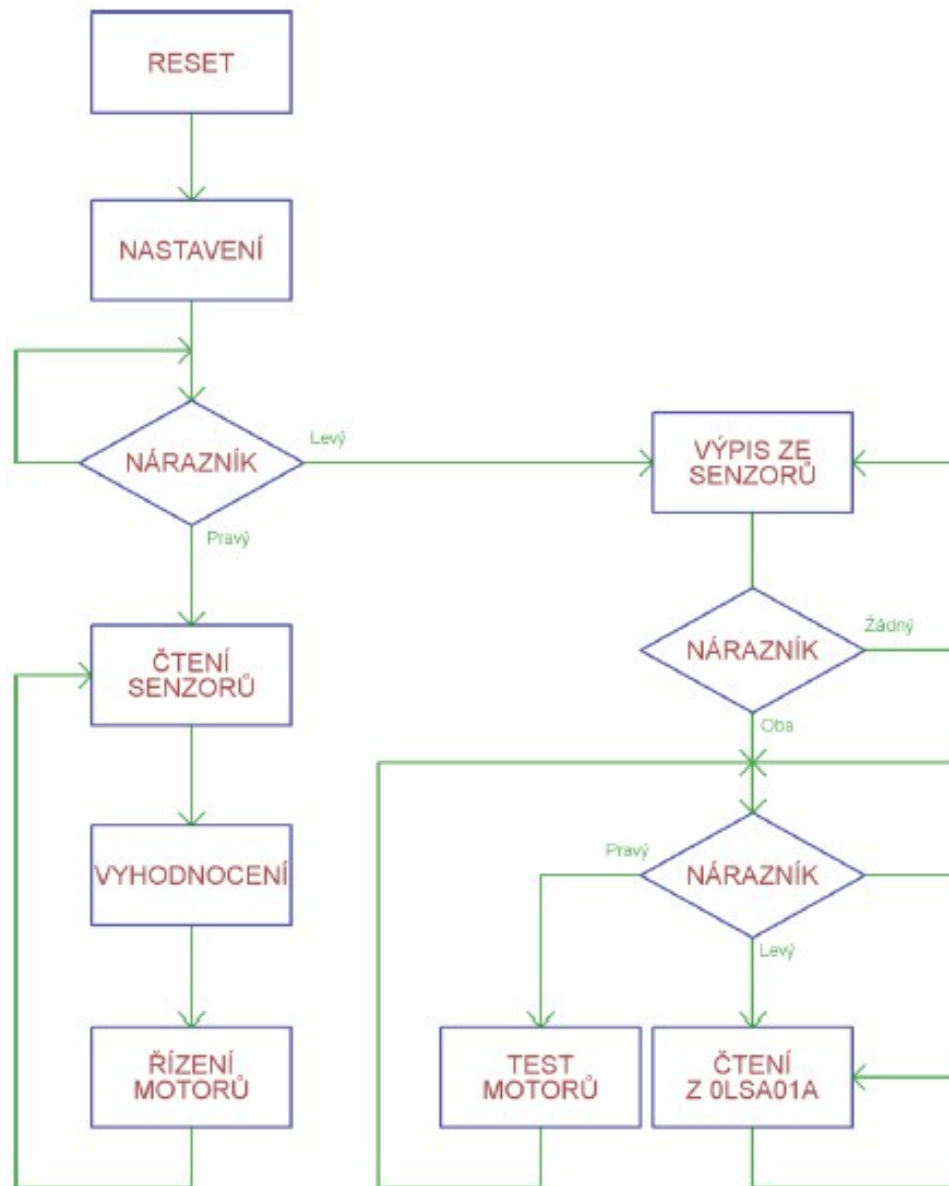 RESET
NASTAVENÍ
NÁRAZNÍK
Levý
Pravý
VÝPIS ZE
SENZORŮ
NÁRAZNÍK
Žádný
Oba
ČTENÍ
SENZORŮ
VYHODNOCENÍ
ŘÍZENÍ
MOTORŮ
Pravý
NÁRAZNÍK
Levý
TEST
MOTORŮ
ČTENÍ
Z 0LSA01A